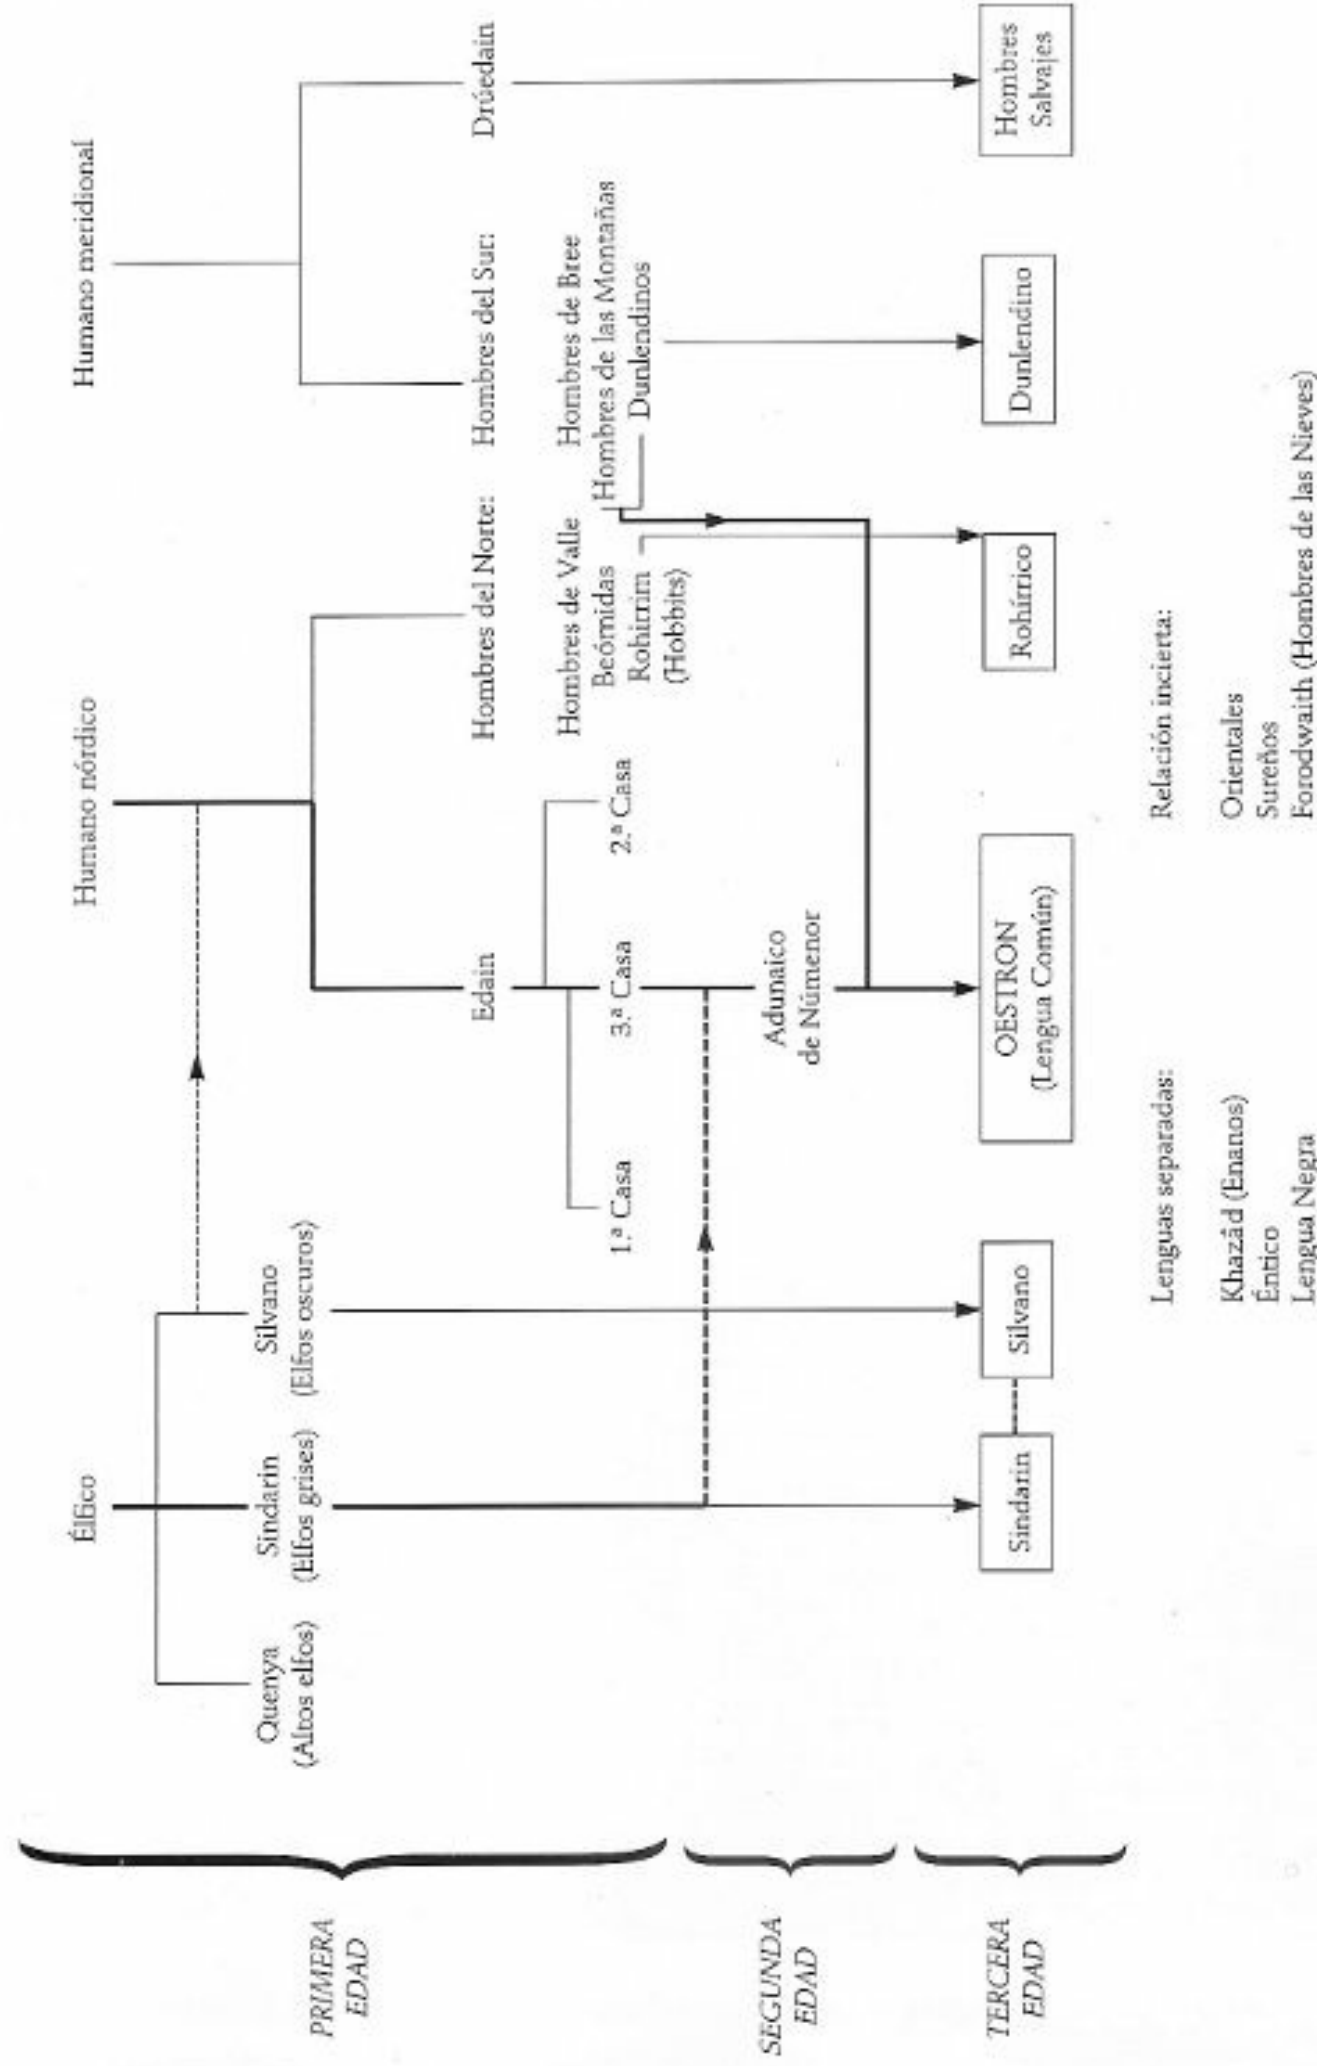 Élfico
Humano nórdico
Humano meridional
PRIMERA
EDAD
Quenya
(Altos elfos)
Sindarin
(Elfos grises)
Silvano
(Elfos oscuros)
Edain
Hombres del Norte:
Hombres del Sur:
Drúedain
1.ª Casa
3.ª Casa
2.ª Casa
Hombres de Valle
Beórnidas
Rohirrim
(Hobbits)
Hombres de Bree
Hombres de las Montañas
Dunlendinos
SEGUNDA
EDAD
Adunaico
de Númenor
TERCERA
EDAD
Sindarin
Silvano
OESTRON
(Lengua Común)
Rohírrico
Dunlendino
Hombres
Salvajes
Lenguas separadas:
Khazâd (Enanos)
Éntico
Lengua Negra
Relación incierta:
Orientales
Sureños
Forodwaith (Hombres de las Nieves)